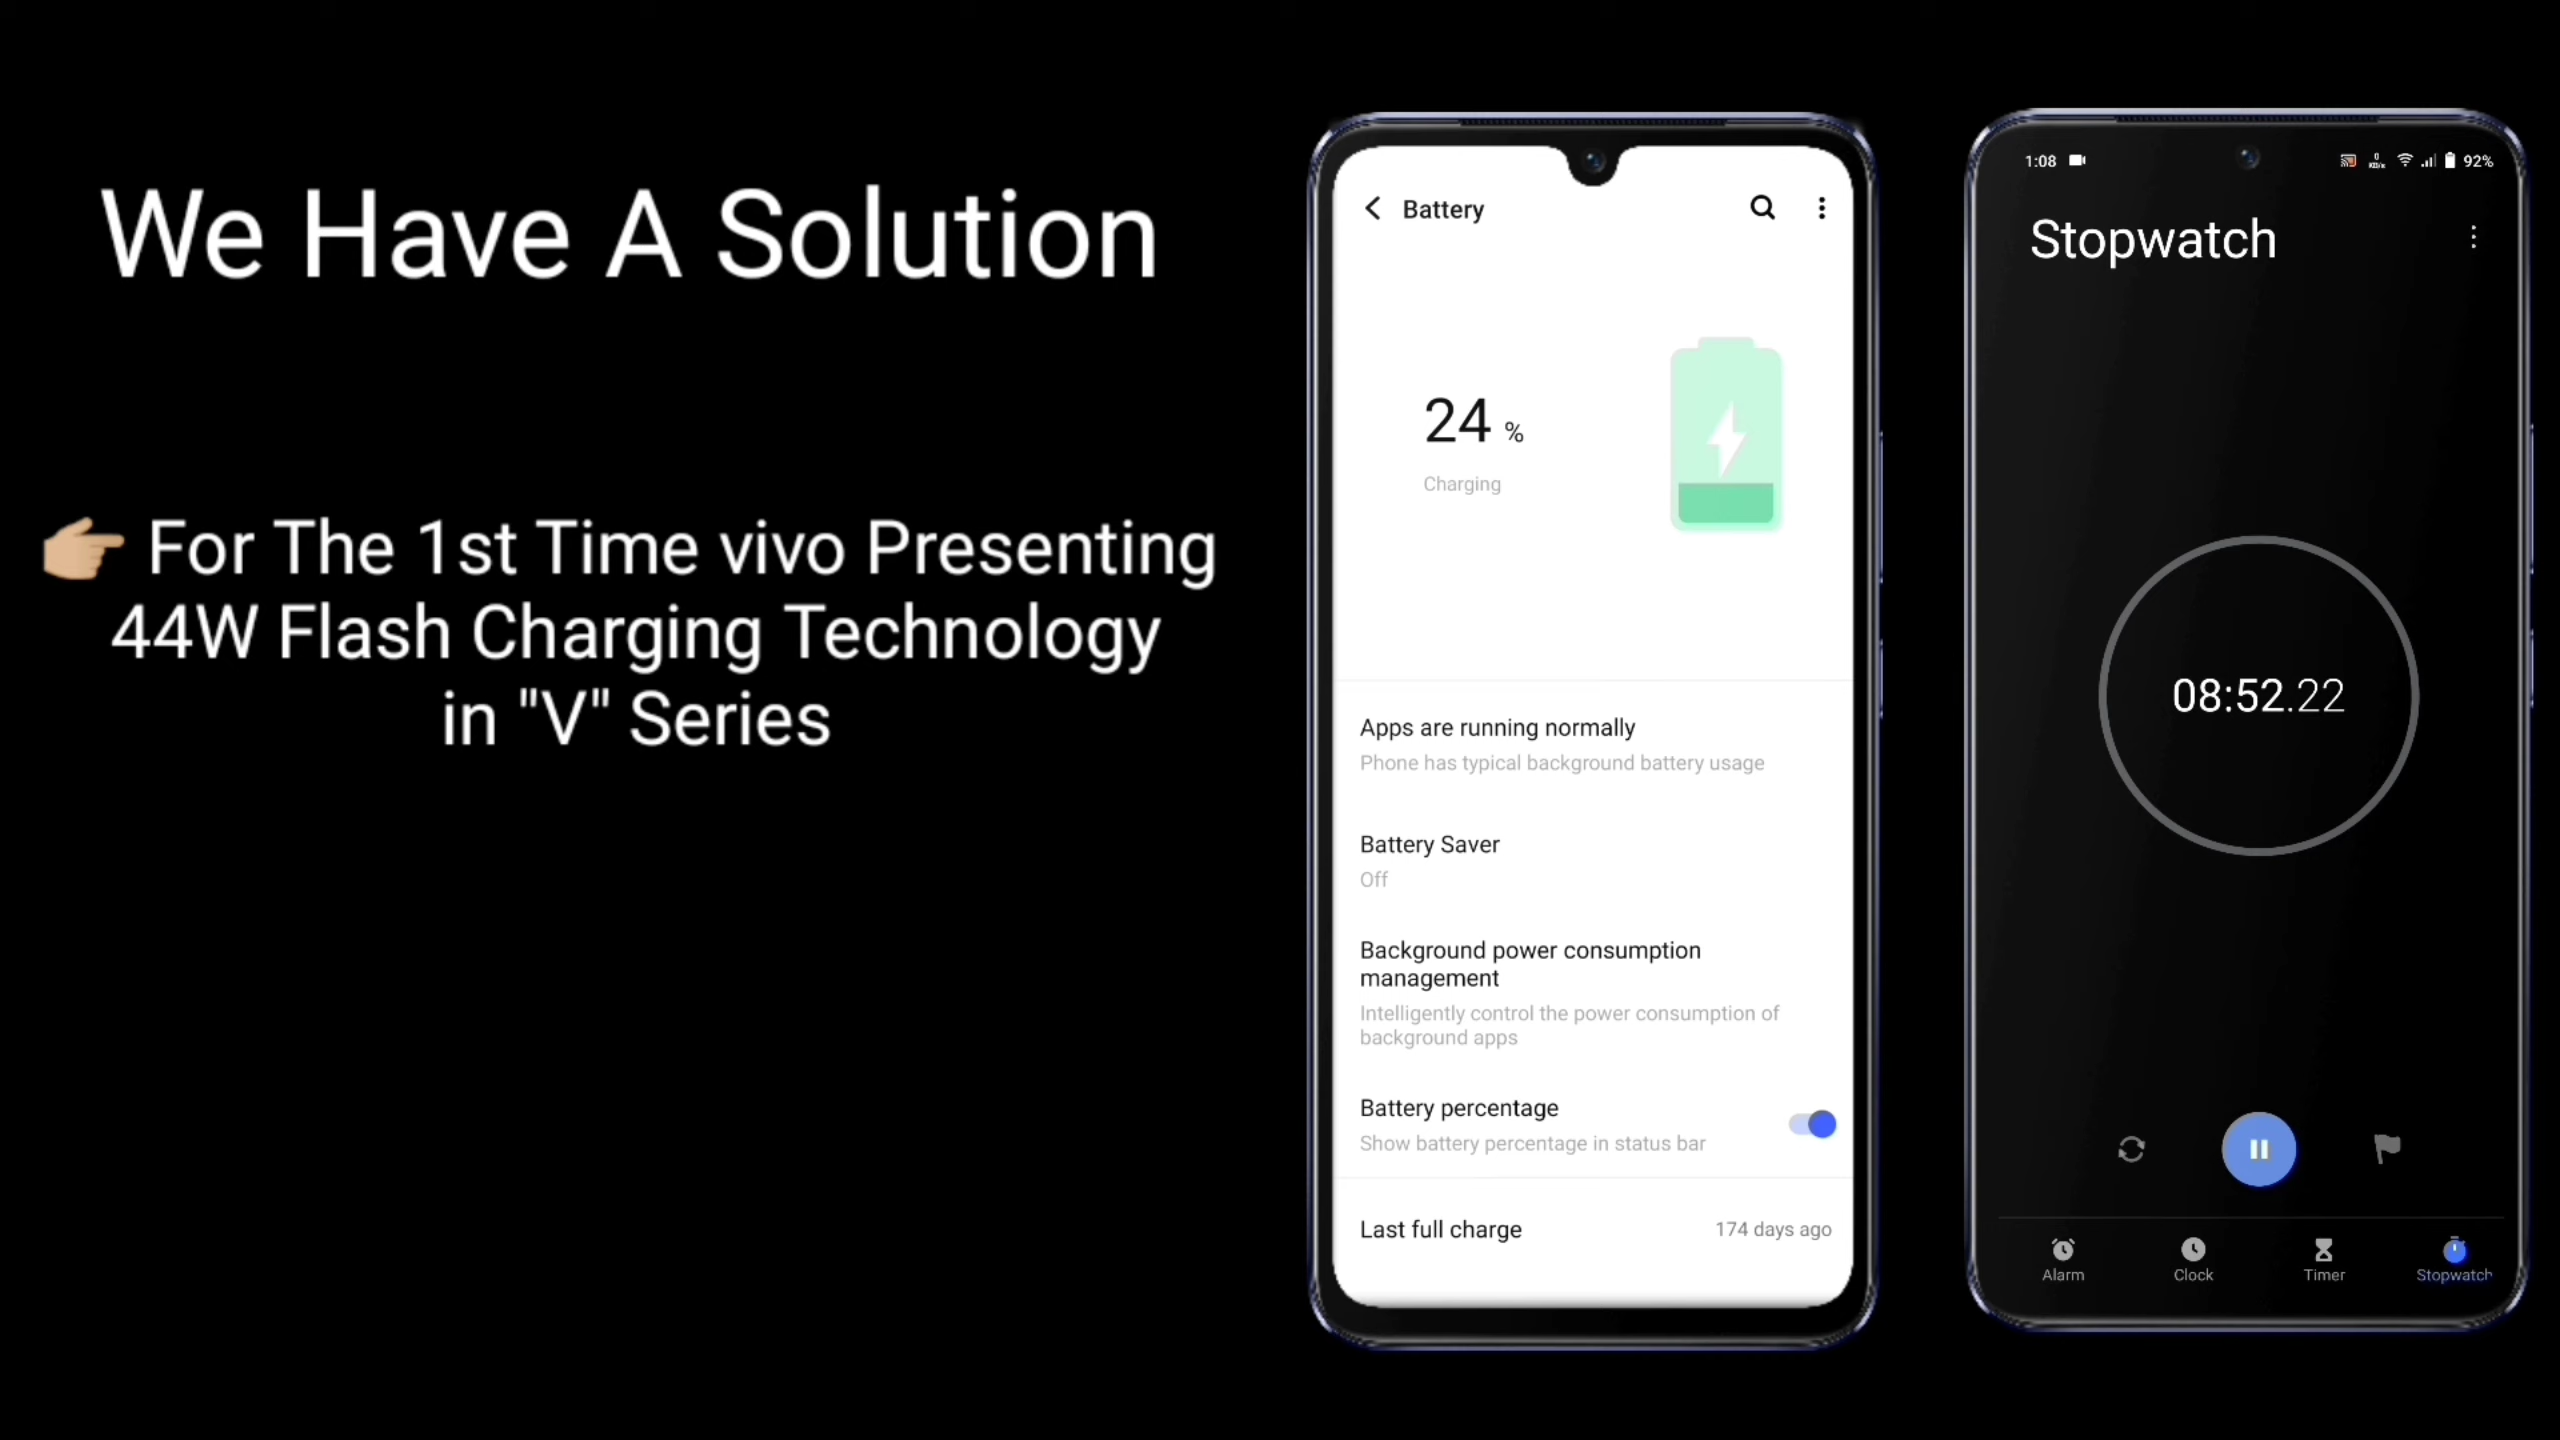 We Have A Solution
👉🏼 For The 1st Time vivo Presenting
44W Flash Charging Technology
in "V" Series
Battery
24 %
Charging
Apps are running normally
Phone has typical background battery usage
Battery Saver
Off
Background power consumption
management
Intelligently control the power consumption of
background apps
Battery percentage
Show battery percentage in status bar
Last full charge 174 days ago
1:08 0 92%
Stopwatch
08:52.22
Alarm Clock Timer Stopwatch